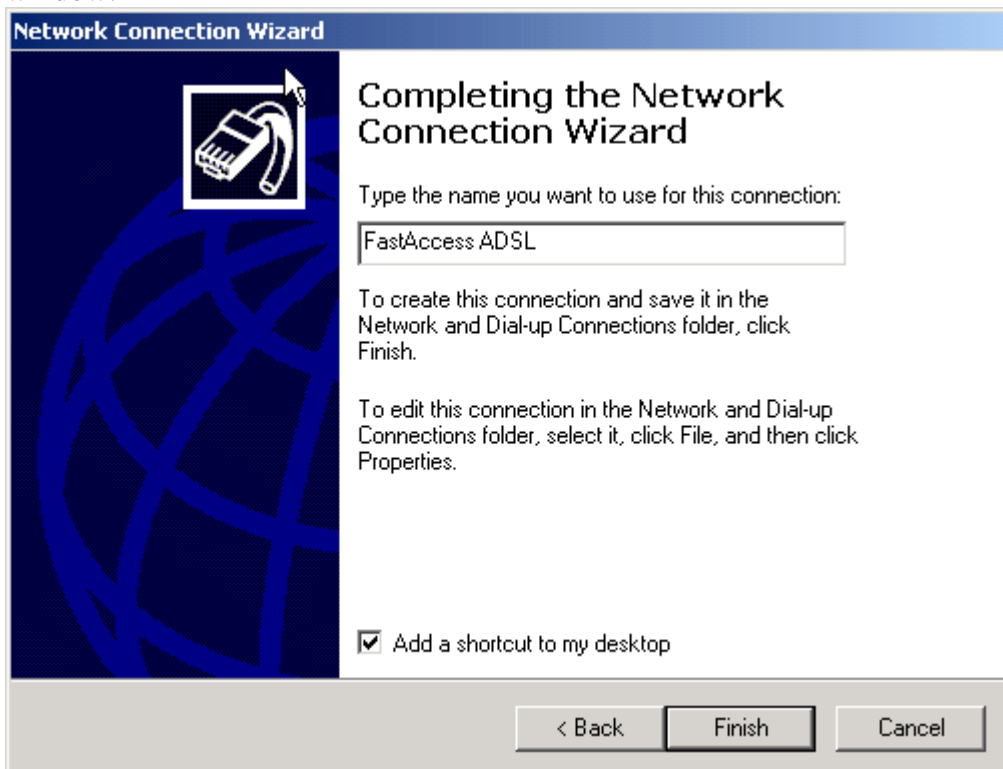 Network Connection Wizard
Completing the Network
Connection Wizard
Type the name you want to use for this connection:
FastAccess ADSL
To create this connection and save it in the
Network and Dial-up Connections folder, click
Finish.
To edit this connection in the Network and Dial-up
Connections folder, select it, click File, and then click
Properties.
Add a shortcut to my desktop
< Back
Finish
Cancel